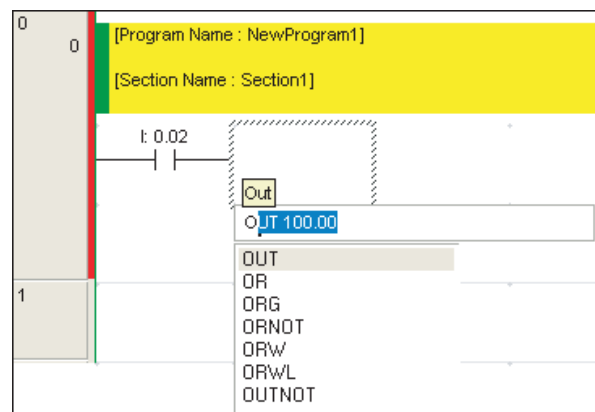 0
0
[Program Name : NewProgram1]
[Section Name : Section1]
I: 0.02
Out
OUT 100.00
OUT
OR
ORG
ORNOT
ORW
ORWL
OUTNOT
1